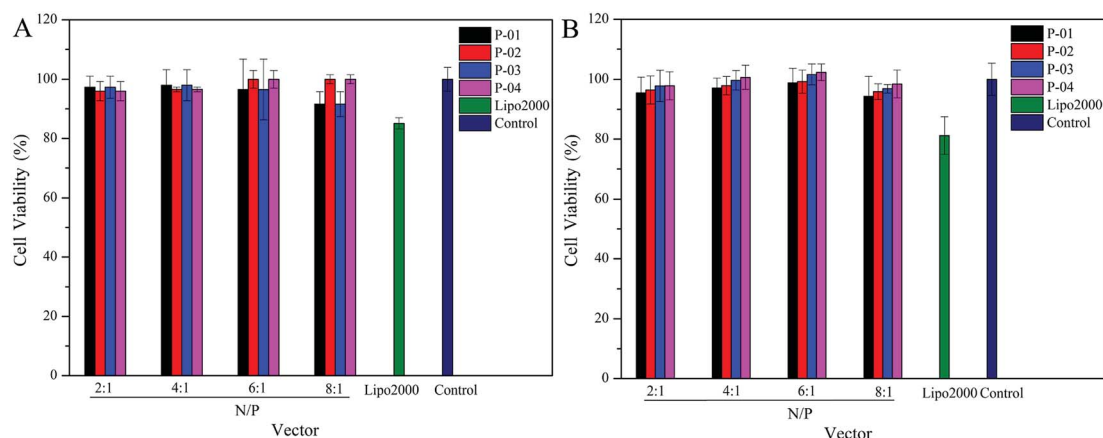 A
Cell Viability (%)
120
100
80
60
40
20
0
P-01
P-02
P-03
P-04
Lipo2000
Control
2:1 4:1 6:1 8:1 Lipo2000 Control
N/P
Vector
B
Cell Viability (%)
120
100
80
60
40
20
0
P-01
P-02
P-03
P-04
Lipo2000
Control
2:1 4:1 6:1 8:1 Lipo2000 Control
N/P
Vector